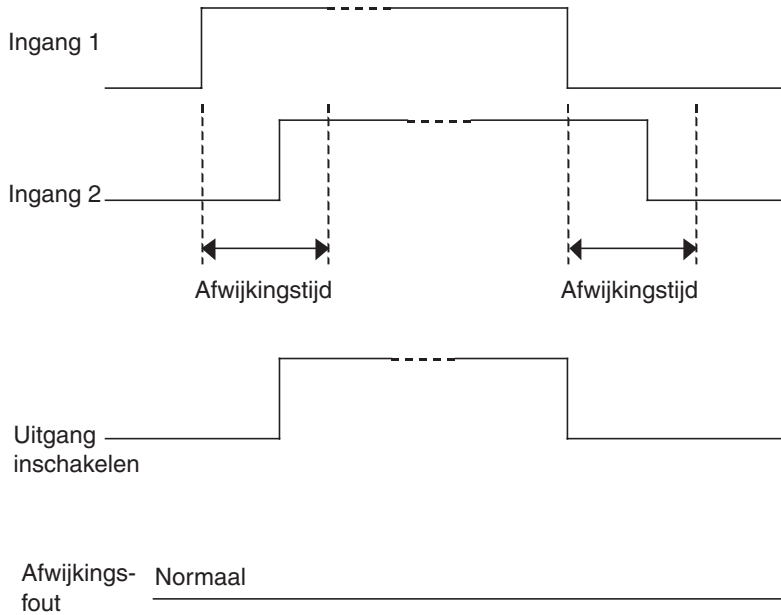 Ingang 1
Ingang 2
Afwijkingstijd
Afwijkingstijd
Uitgang
inschakelen
Afwijkings-
fout
Normaal